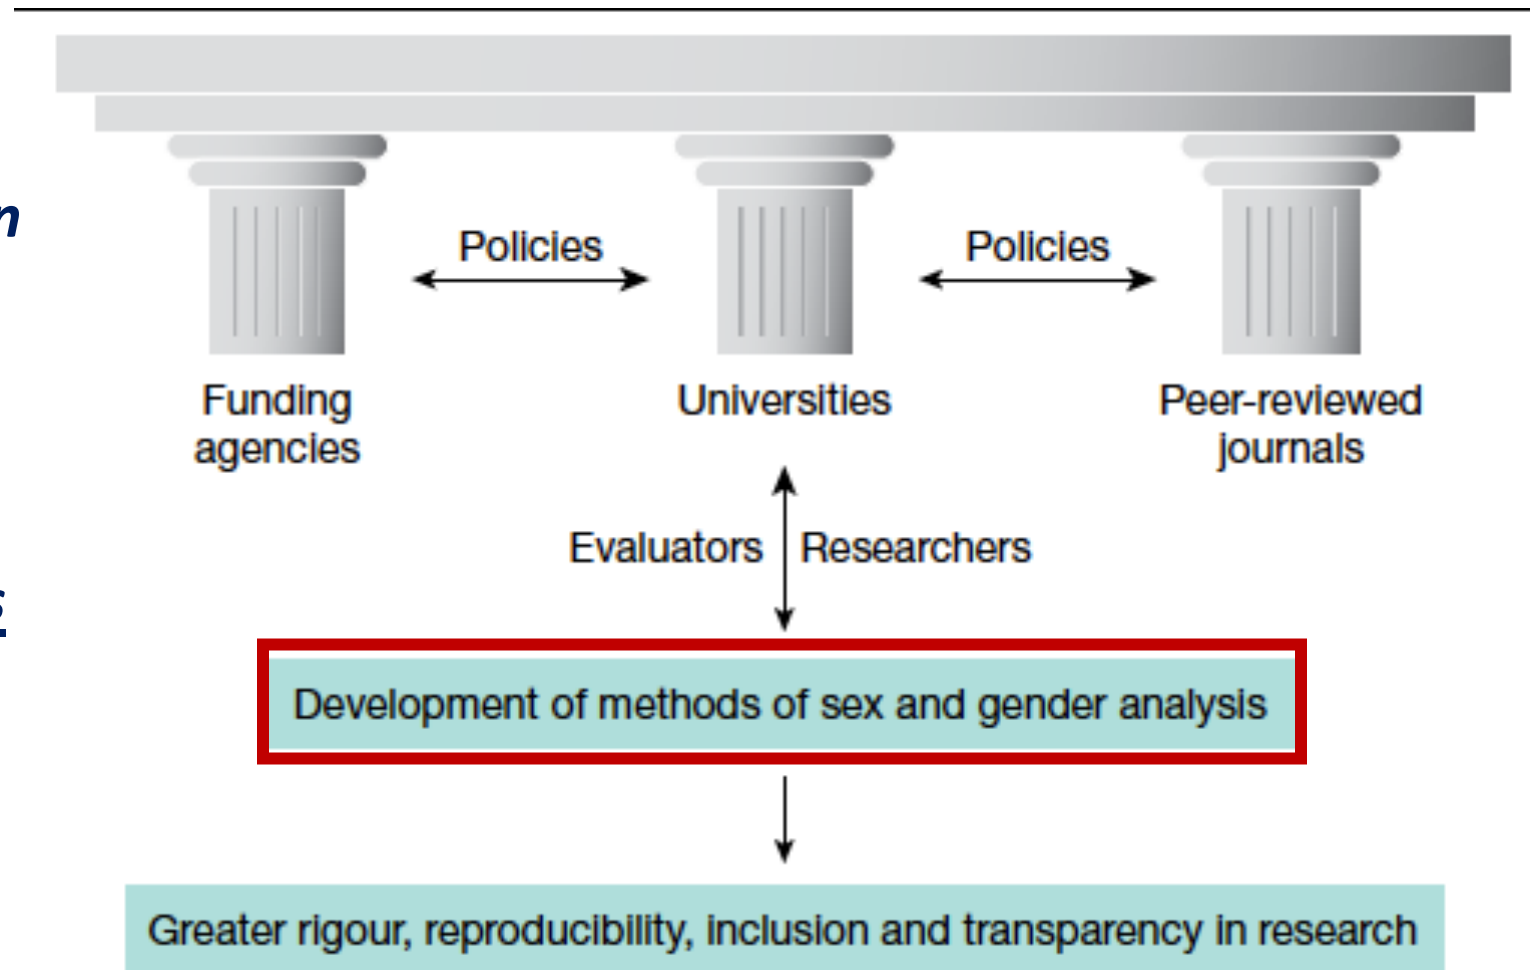 Policies
Policies
Funding
agencies
Universities
Peer-reviewed
journals
Evaluators
Researchers
Development of methods of sex and gender analysis
Greater rigour, reproducibility, inclusion and transparency in research